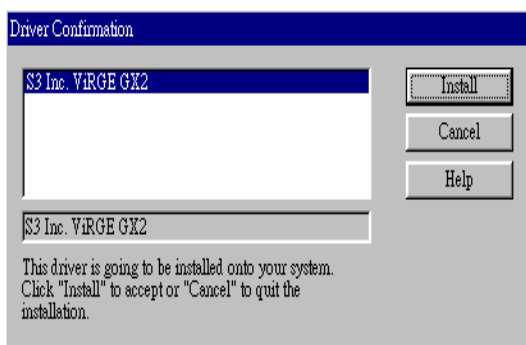 Driver Confirmation
S3 Inc. ViRGE GX2
Install
Cancel
Help
S3 Inc. ViRGE GX2
This driver is going to be installed onto your system.
Click "Install" to accept or "Cancel" to quit the
installation.